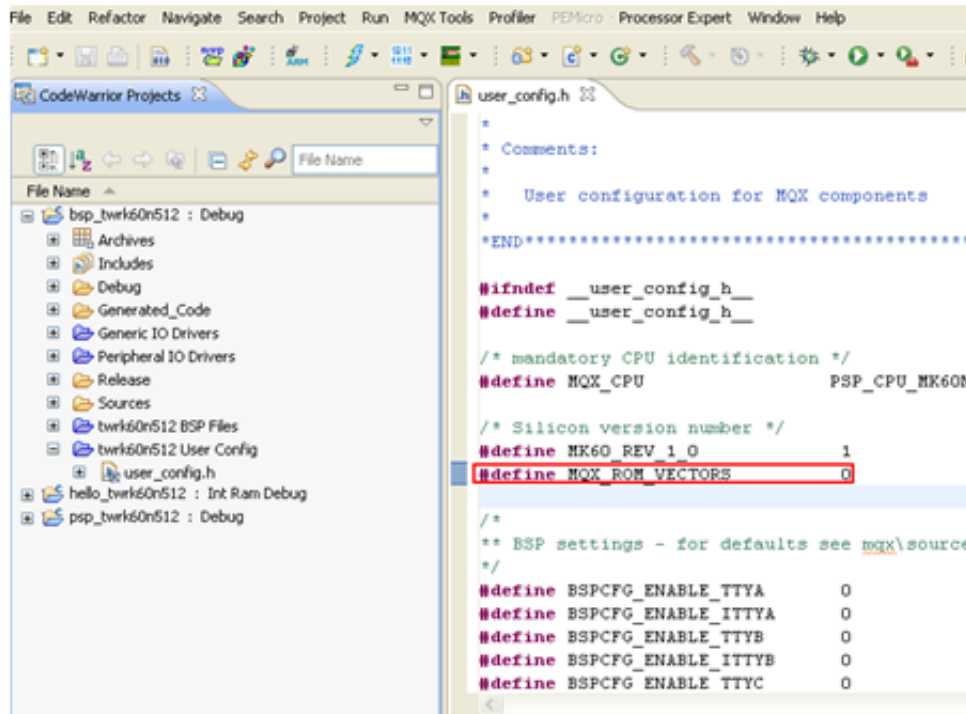 File Edit Refactor Navigate Search Project Run MQX Tools Profiler PEMicro Processor Expert Window Help
CodeWarrior Projects
File Name
File Name
bsp_twrk60n512 : Debug
Archives
Includes
Debug
Generated_Code
Generic IO Drivers
Peripheral IO Drivers
Release
Sources
twrk60n512 BSP Files
twrk60n512 User Config
user_config.h
hello_twrk60n512 : Int Ram Debug
psp_twrk60n512 : Debug
user_config.h
*
* Comments:
*
* User configuration for MQX components
*
*END*****************************************
#ifndef __user_config_h__
#define __user_config_h__
/* mandatory CPU identification */
#define MQX_CPU PSP_CPU_MK60N
/* Silicon version number */
#define MK60_REV_1_0 1
#define MQX_ROM_VECTORS 0
/*
** BSP settings - for defaults see mqx\source
*/
#define BSPCFG_ENABLE_TTYA 0
#define BSPCFG_ENABLE_ITTYA 0
#define BSPCFG_ENABLE_TTYB 0
#define BSPCFG_ENABLE_ITTYB 0
#define BSPCFG_ENABLE_TTYC 0